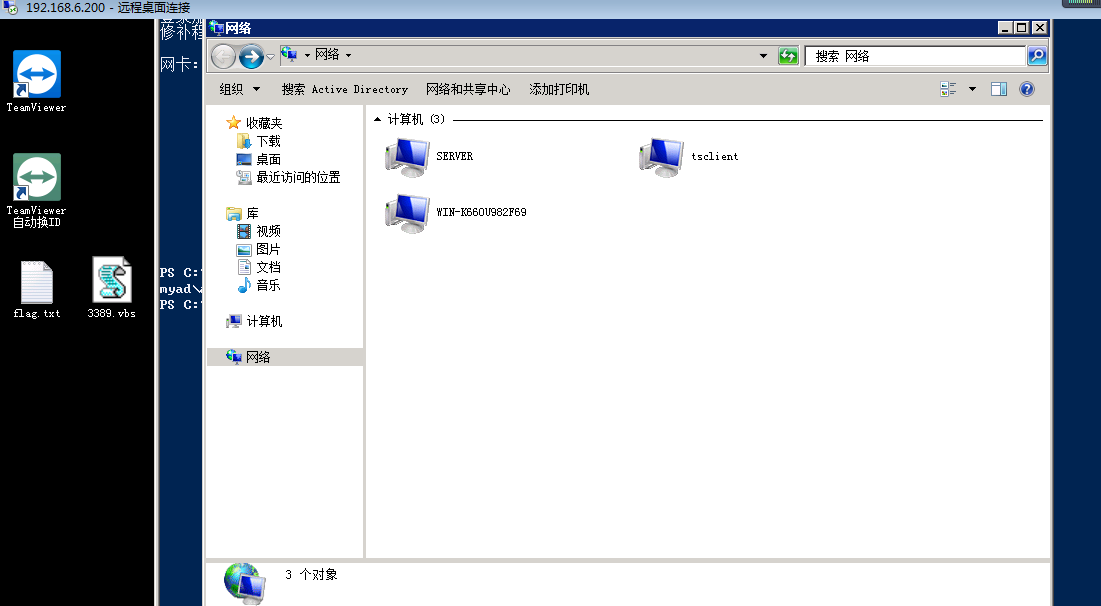 192.168.6.200 - 远程桌面连接
修补程
网卡:
PS C:
myad\
PS C:
TeamViewer
TeamViewer
自动换ID
flag.txt
3389.vbs
网络
网络
搜索 网络
组织
搜索 Active Directory
网络和共享中心
添加打印机
收藏夹
下载
桌面
最近访问的位置
库
视频
图片
文档
音乐
计算机
网络
计算机 (3)
SERVER
tsclient
WIN-K660U982F69
3 个对象